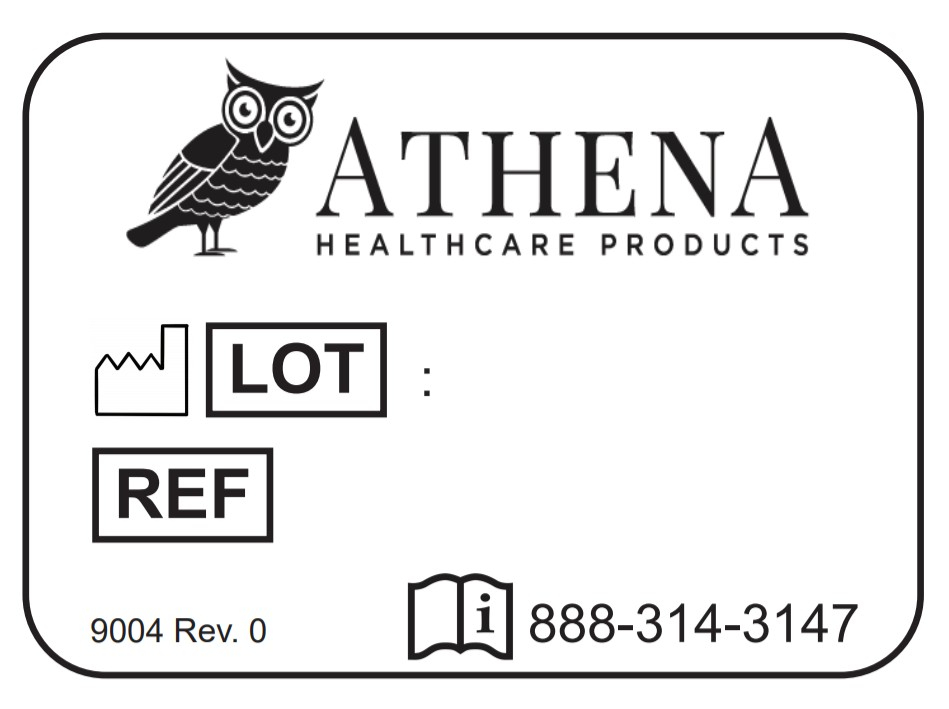 ATHENA
HEALTHCARE PRODUCTS
LOT :
REF
9004 Rev. 0
i 888-314-3147